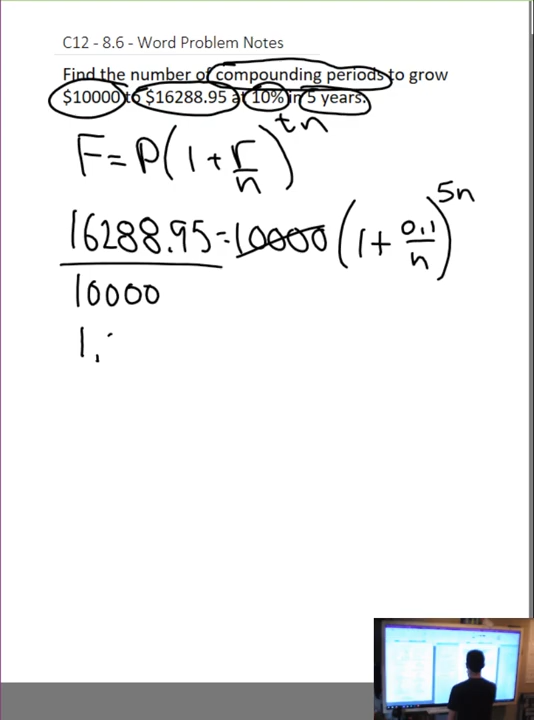 C12 - 8.6 - Word Problem Notes
Find the number of compounding periods to grow
$10000 to $16288.95 at 10% in 5 years.
F = P(1 + r/n)^tn
16288.95 = 10000(1 + 0.1/n)^5n
10000
1.